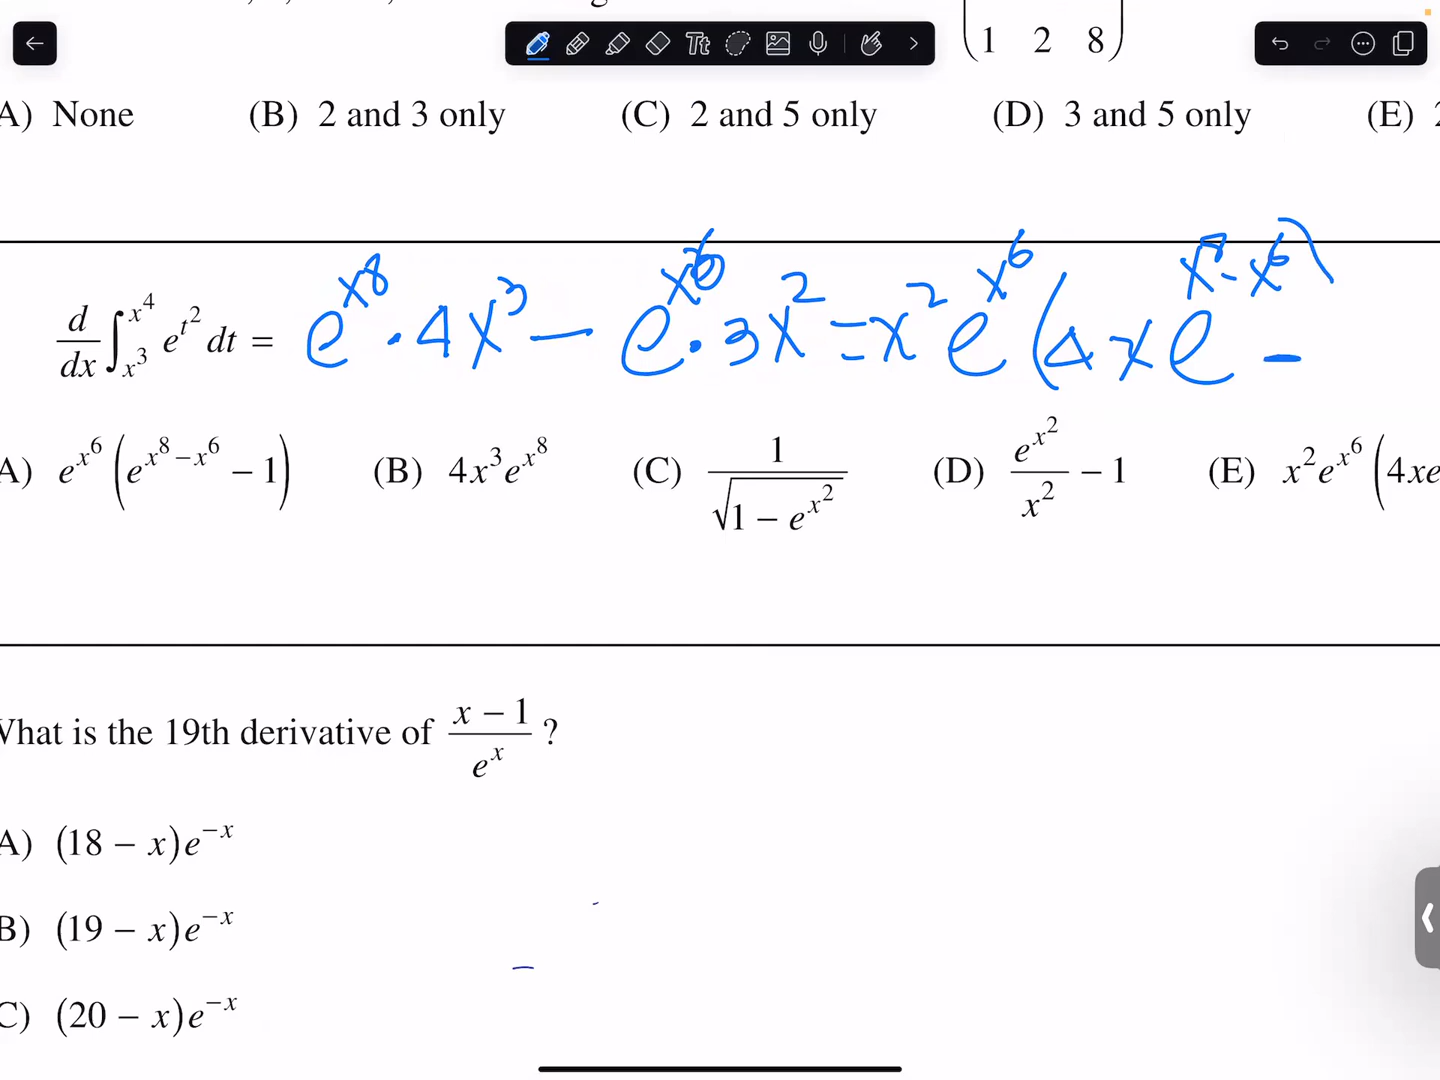 1 2 8
A) None (B) 2 and 3 only (C) 2 and 5 only (D) 3 and 5 only (E)
d/dx ∫_{x^3}^{x^4} e^{t^2} dt = e^{x^8} · 4x^3 − e^{x^6} · 3x^2 = x^2 e^{x^6} (4xe^{x^8 - x^6} −
A) e^{x^6} (e^{x^8 − x^6} − 1) (B) 4x^3 e^{x^8} (C) 1/√(1 − e^{x^2}) (D) e^{x^2}/x^2 − 1 (E) x^2 e^{x^6} (4xe
What is the 19th derivative of (x − 1)/e^x ?
A) (18 − x)e^{−x}
B) (19 − x)e^{−x}
C) (20 − x)e^{−x}